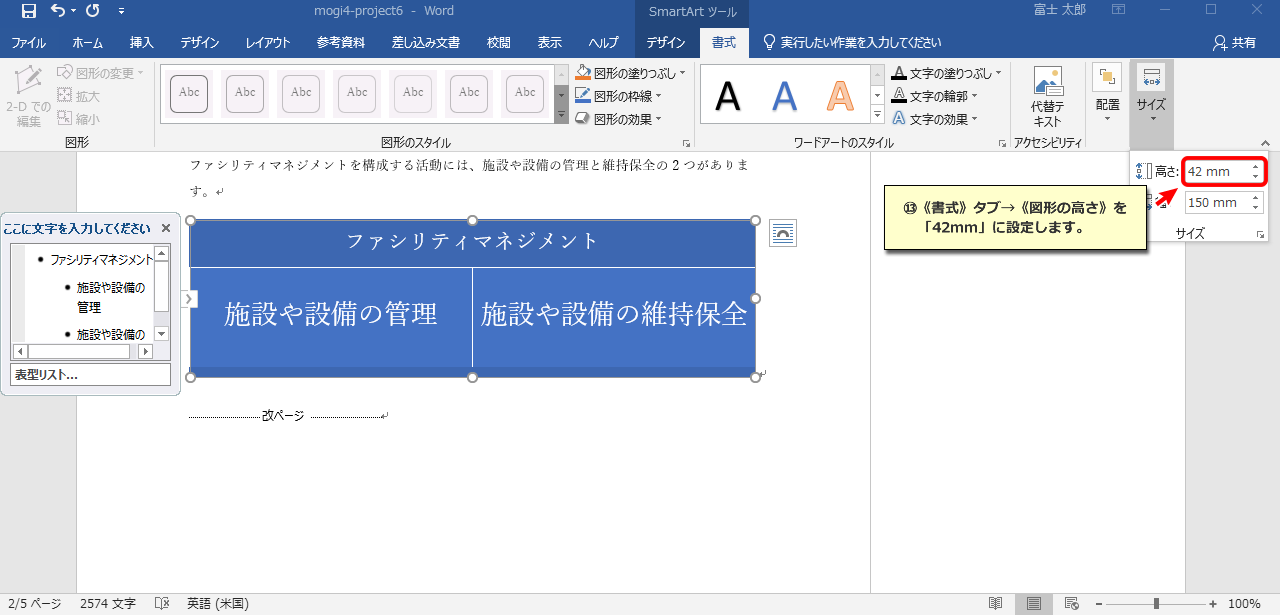 mogi4-project6 - Word
SmartArt ツール
富士 太郎
ファイル ホーム 挿入 デザイン レイアウト 参考資料 差し込み文書 校閲 表示 ヘルプ デザイン 書式 実行したい作業を入力してください 共有
2-D での編集
図形の変更
拡大
縮小
図形
Abc Abc Abc Abc Abc Abc Abc
図形の塗りつぶし
図形の枠線
図形の効果
図形のスタイル
A A A
文字の塗りつぶし
文字の輪郭
文字の効果
ワードアートのスタイル
代替テキスト
アクセシビリティ
配置
サイズ
高さ: 42 mm
150 mm
サイズ
⑬《書式》タブ→《図形の高さ》を
「42mm」に設定します。
ファシリティマネジメントを構成する活動には、施設や設備の管理と維持保全の２つがありま
す。
ここに文字を入力してください
ファシリティマネジメント
施設や設備の
管理
施設や設備の
表型リスト...
ファシリティマネジメント
施設や設備の管理 施設や設備の維持保全
改ページ
2/5 ページ 2574 文字 英語 (米国) 100%